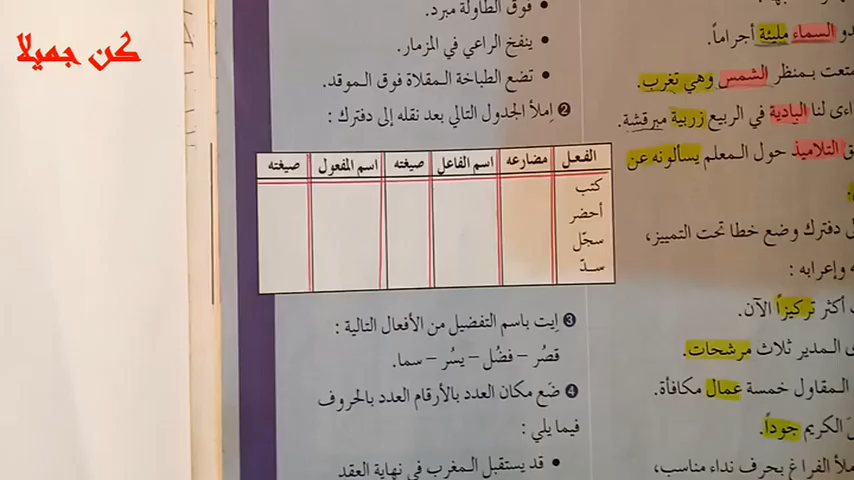 كن جميلا
السماء مليئة أجراماً.
بمنظر الشمس وهي تغرب.
لنا البادية في الربيع زربية مبرقشة.
التلاميذ حول المعلم يسألونه عن
دفترك وضع خطا تحت التمييز،
وإعرابه :
أكثر تركيزاً الآن.
المدير ثلاث مرشحات.
المقاول خمسة عمال مكافأة.
الكريم جوداً.
الفراغ بحرف نداء مناسب،
• فوق الطاولة مبرد.
• ينفخ الراعي في المزمار.
• تضع الطباخة المقلاة فوق الموقد.
❷ إملأ الجدول التالي بعد نقله إلى دفترك :
الفعل مضارعه اسم الفاعل صيغته اسم المفعول صيغته
كتب
أحضر
سجّل
سدّ
❸ إيت باسم التفضيل من الأفعال التالية :
قصُر – فضُل – يسُر – سما.
❹ ضَع مكان العدد بالأرقام العدد بالحروف
فيما يلي :
• قد يستقبل المغرب في نهاية العقد